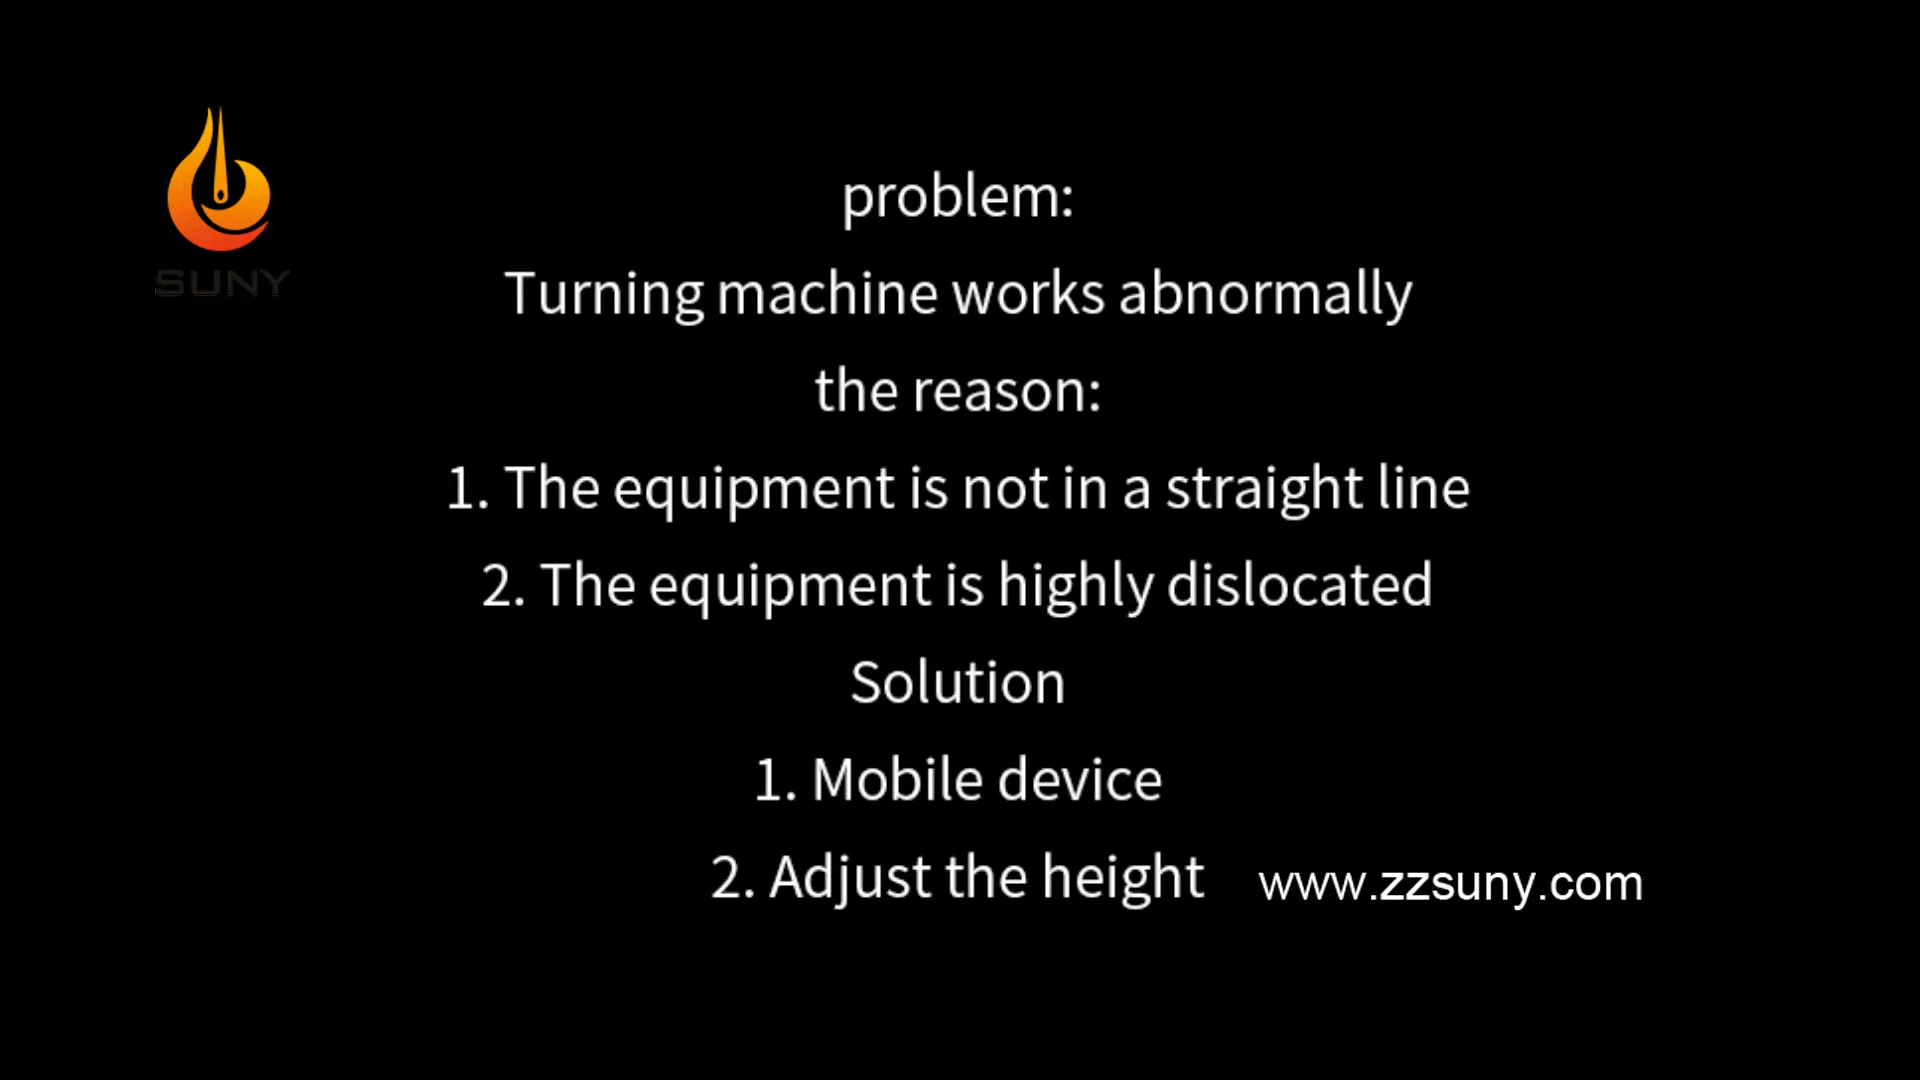 SUNY
problem:
Turning machine works abnormally
the reason:
1. The equipment is not in a straight line
2. The equipment is highly dislocated
Solution
1. Mobile device
2. Adjust the height
www.zzsuny.com